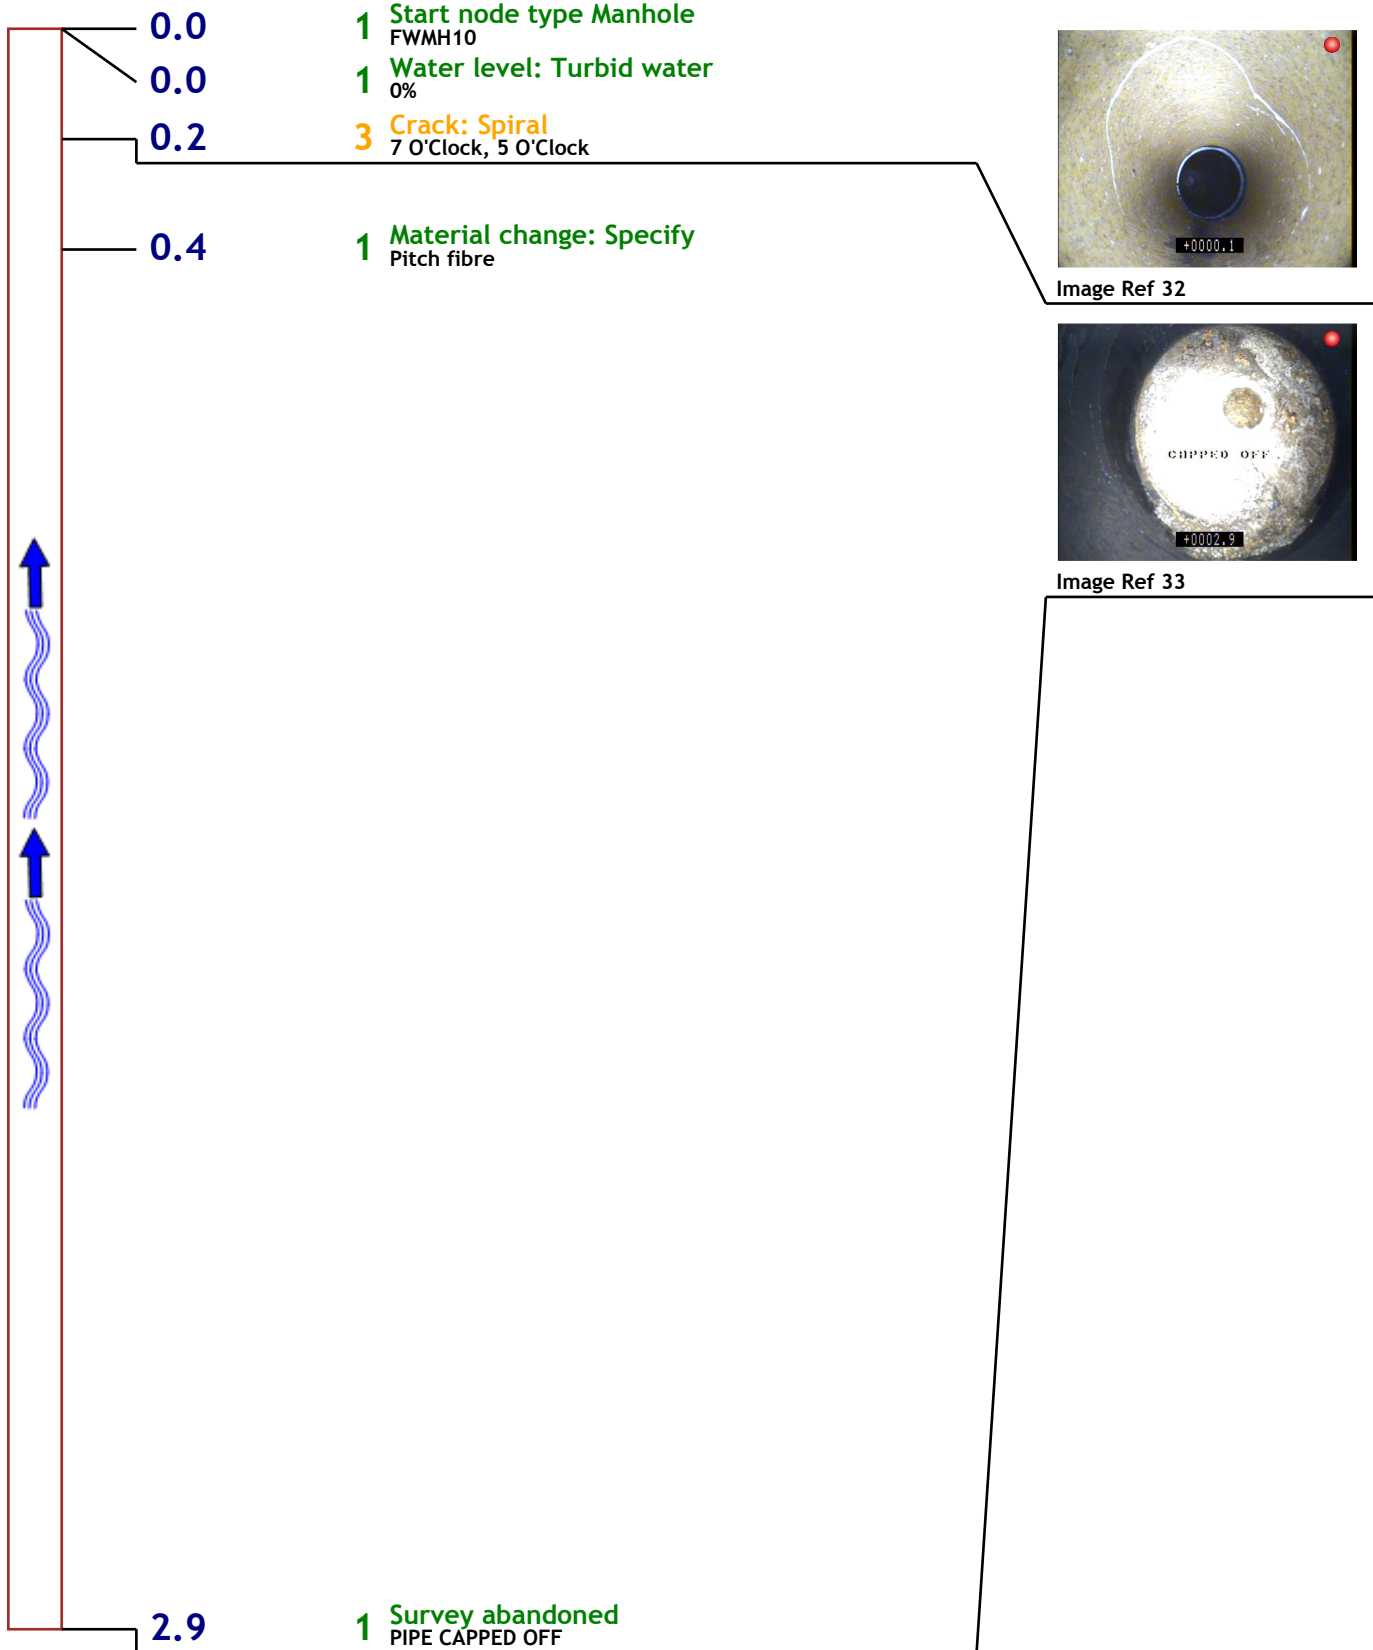 0.0 1 Start node type Manhole
FWMH10
0.0 1 Water level: Turbid water
0%
0.2 3 Crack: Spiral
7 O'Clock, 5 O'Clock
+0000.1
0.4 1 Material change: Specify
Pitch fibre
Image Ref 32
CAPPED OFF
+0002.9
Image Ref 33
2.9 1 Survey abandoned
PIPE CAPPED OFF